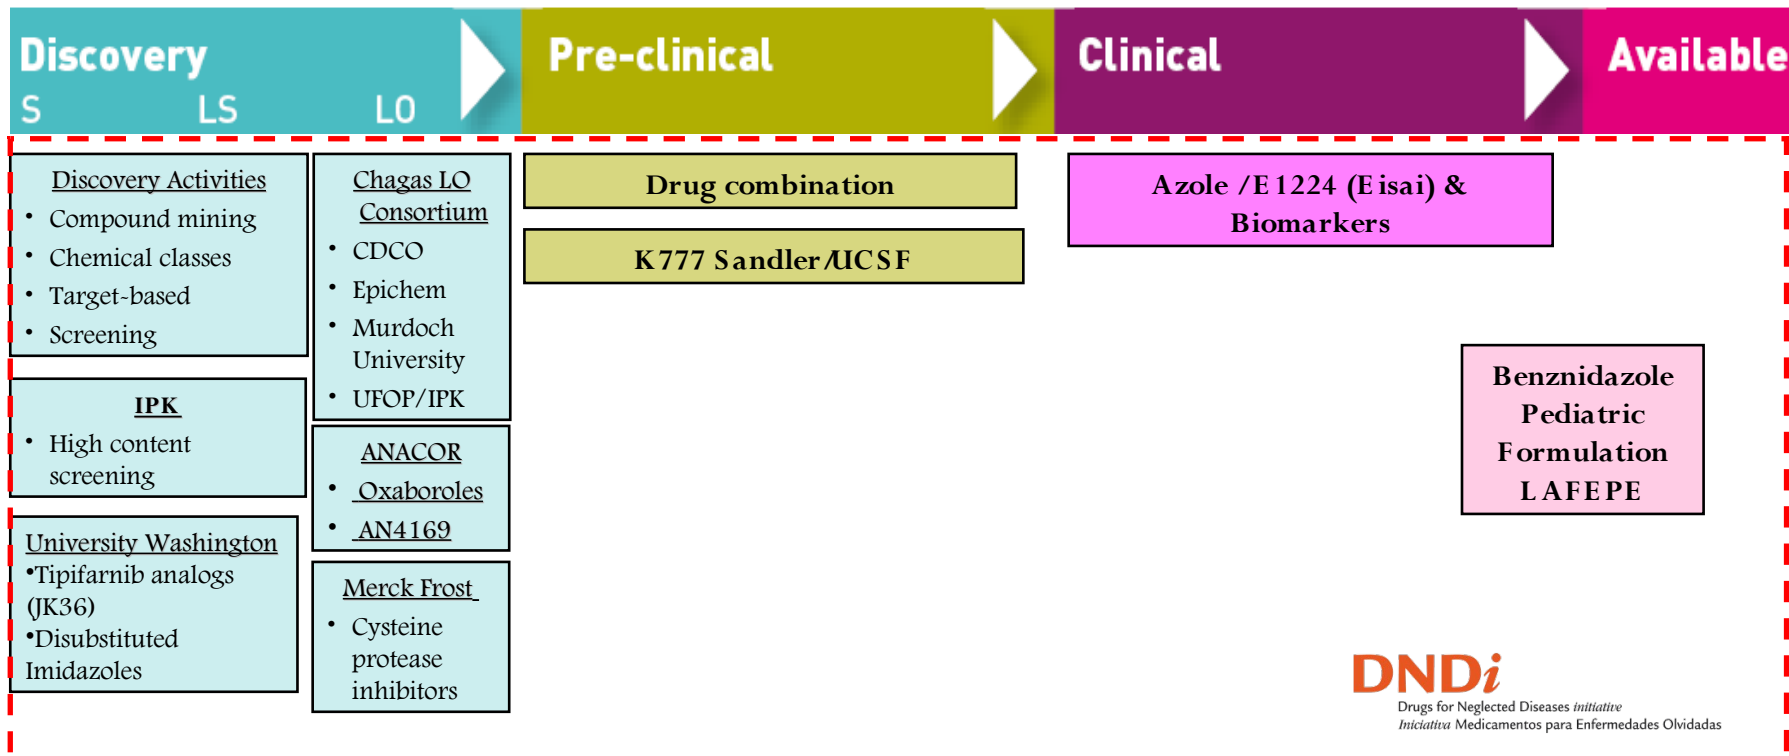 Discovery
S LS LO
Pre-clinical
Clinical
Available
Discovery Activities
• Compound mining
• Chemical classes
• Target-based
• Screening
IPK
• High content
screening
University Washington
•Tipifarnib analogs
(JK36)
•Disubstituted
Imidazoles
Chagas LO
Consortium
• CDCO
• Epichem
• Murdoch
University
• UFOP/IPK
ANACOR
• Oxaboroles
• AN4169
Merck Frost
• Cysteine
protease
inhibitors
Drug combination
K777 Sandler/UCSF
Azole /E1224 (Eisai) &
Biomarkers
Benznidazole
Pediatric
Formulation
LAFEPE
DNDi
Drugs for Neglected Diseases initiative
Iniciativa Medicamentos para Enfermedades Olvidadas